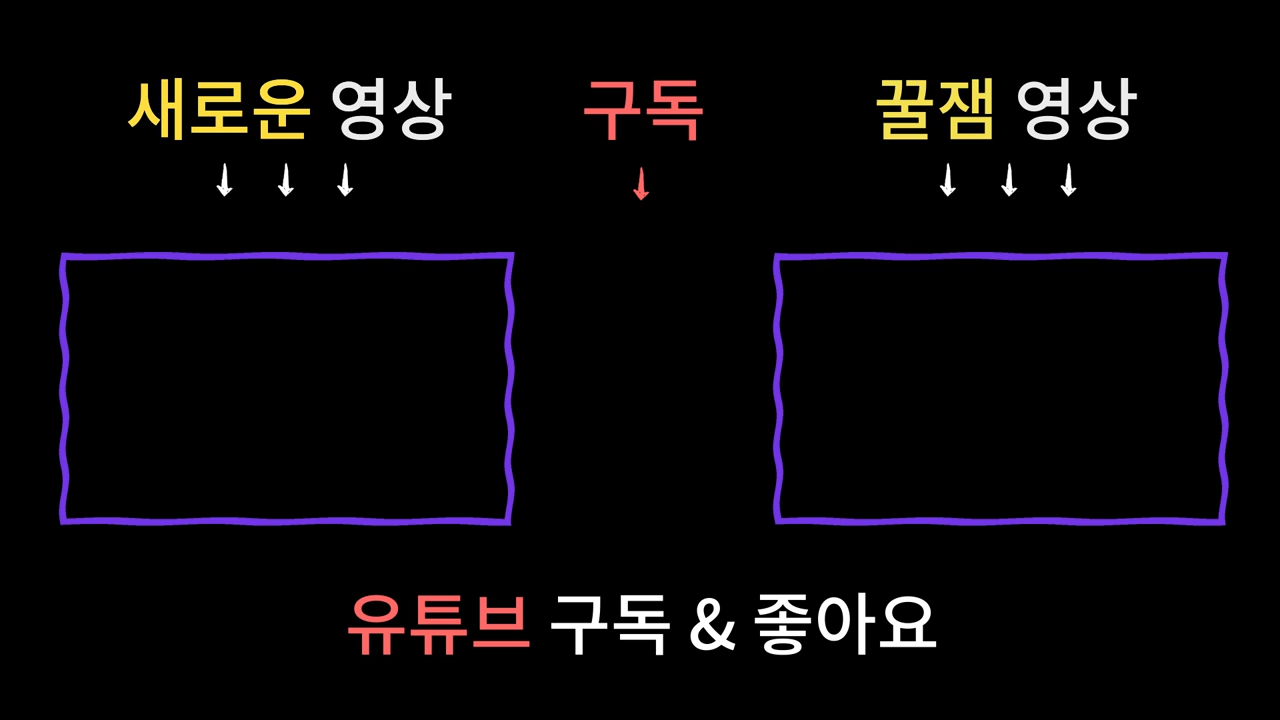 새로운 영상
구독
꿀잼 영상
유튜브 구독 & 좋아요